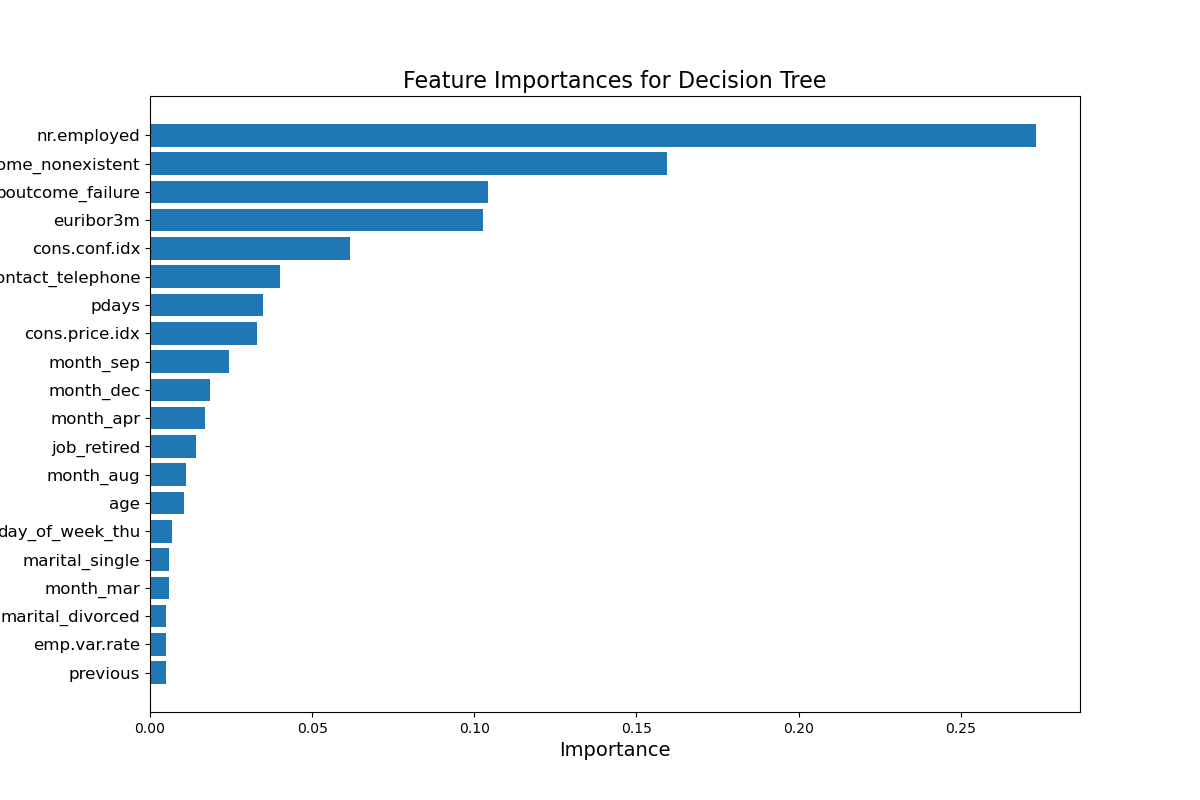 Feature Importances for Decision Tree
nr.employed
ome_nonexistent
poutcome_failure
euribor3m
cons.conf.idx
ontact_telephone
pdays
cons.price.idx
month_sep
month_dec
month_apr
job_retired
month_aug
age
day_of_week_thu
marital_single
month_mar
marital_divorced
emp.var.rate
previous
0.00 0.05 0.10 0.15 0.20 0.25
Importance